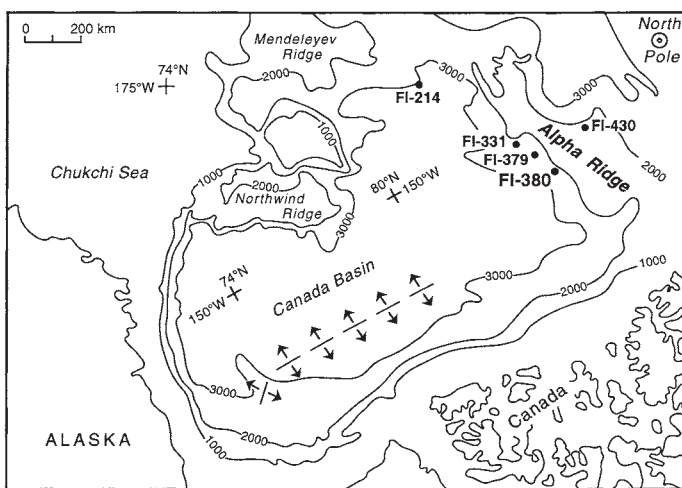 0 200 km
North
Pole
Mendeleyev
Ridge
74°N
175°W
2000
3000
3000
FI-214
1000
FI-331
FI-379
FI-380
FI-430
Alpha Ridge
2000
Chukchi Sea
1000
2000
Northwind
Ridge
3000
80°N
150°W
74°N
150°W
Canada Basin
3000
2000
1000
3000
2000
1000
Canada
ALASKA